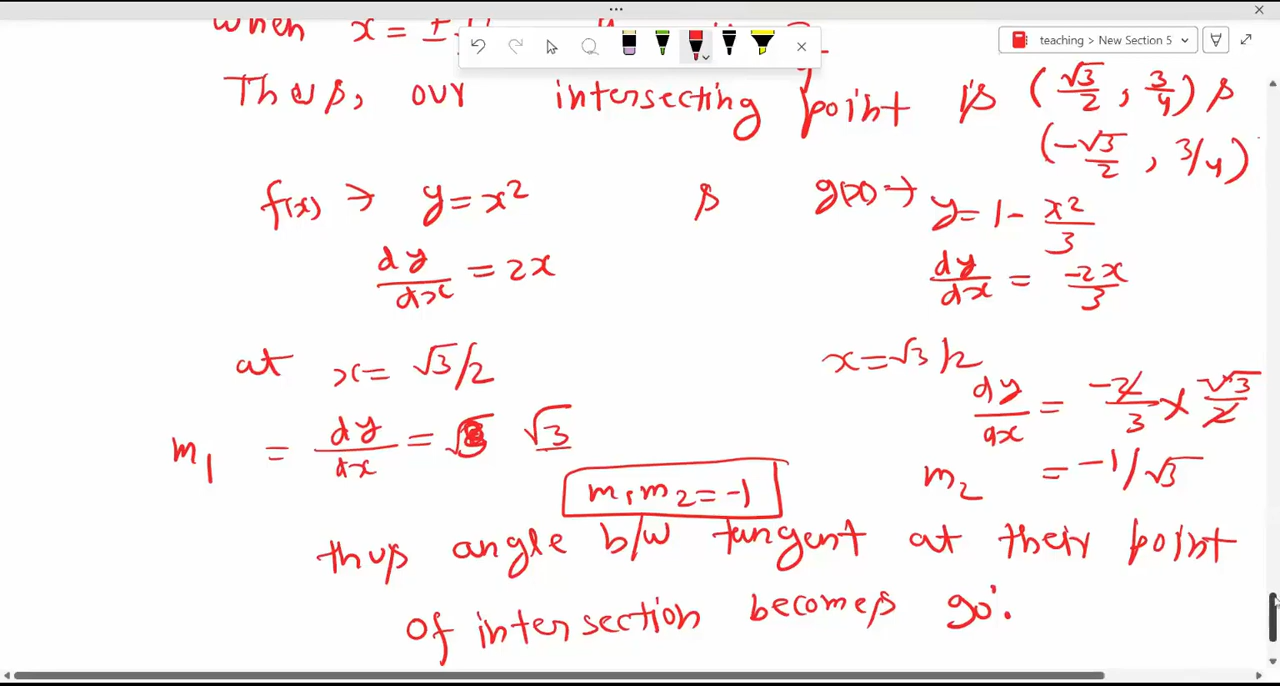 when x = ±
teaching > New Section 5
Thus, our intersecting point is (√3/2, 3/4) &
(-√3/2, 3/4)
f(x) → y = x² & g(x) → y = 1 - x²/3
dy/dx = 2x dy/dx = -2x/3
at x = √3/2 x = √3/2
m₁ = dy/dx = √3 dy/dx = -2/3 × √3/2
m₁m₂ = -1 m₂ = -1/√3
thus angle b/w tangent at their point
of intersection becomes 90°.